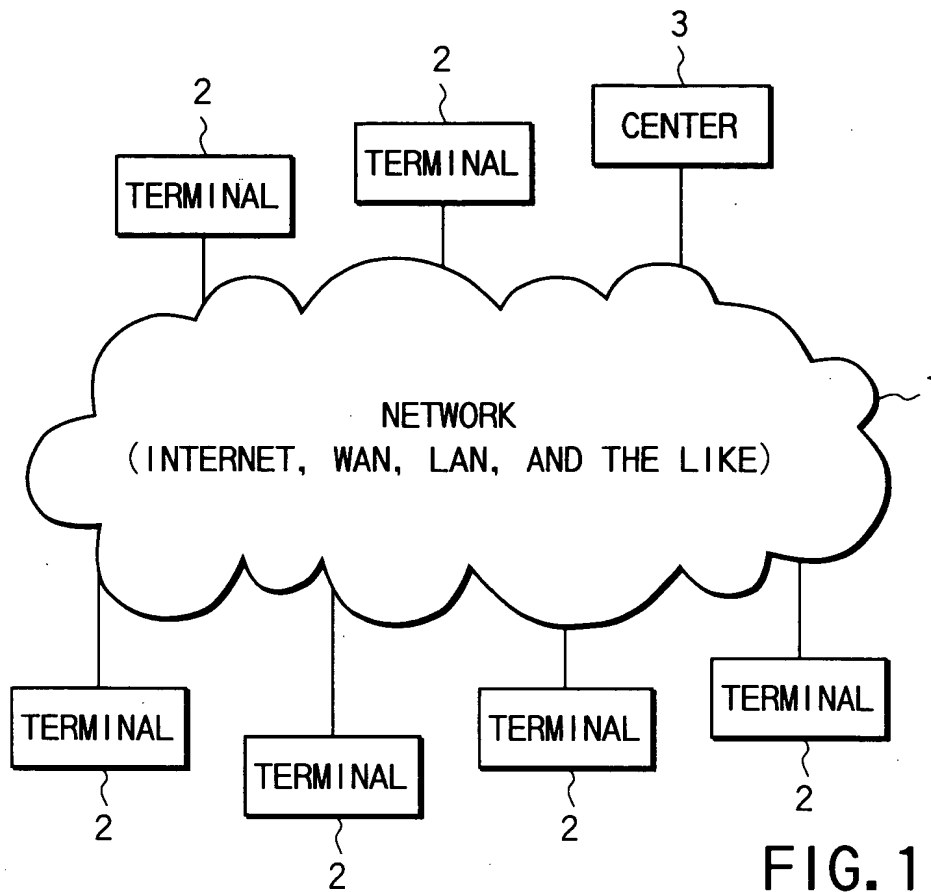 3
2
2
CENTER
TERMINAL
TERMINAL
NETWORK
(INTERNET, WAN, LAN, AND THE LIKE)
TERMINAL
TERMINAL
TERMINAL
TERMINAL
2
2
2
2
FIG. 1